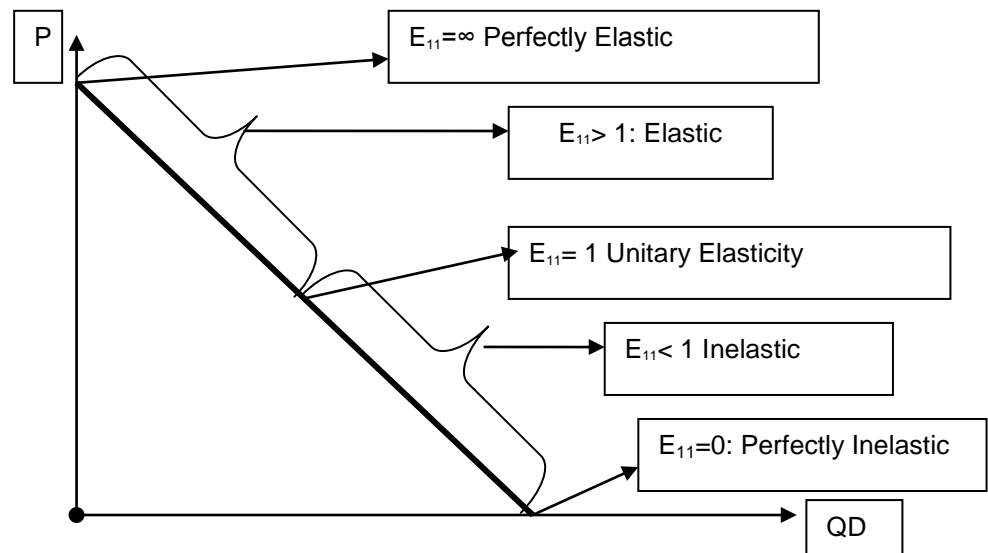 P
E₁₁=∞ Perfectly Elastic
E₁₁> 1: Elastic
E₁₁= 1 Unitary Elasticity
E₁₁< 1 Inelastic
E₁₁=0: Perfectly Inelastic
QD